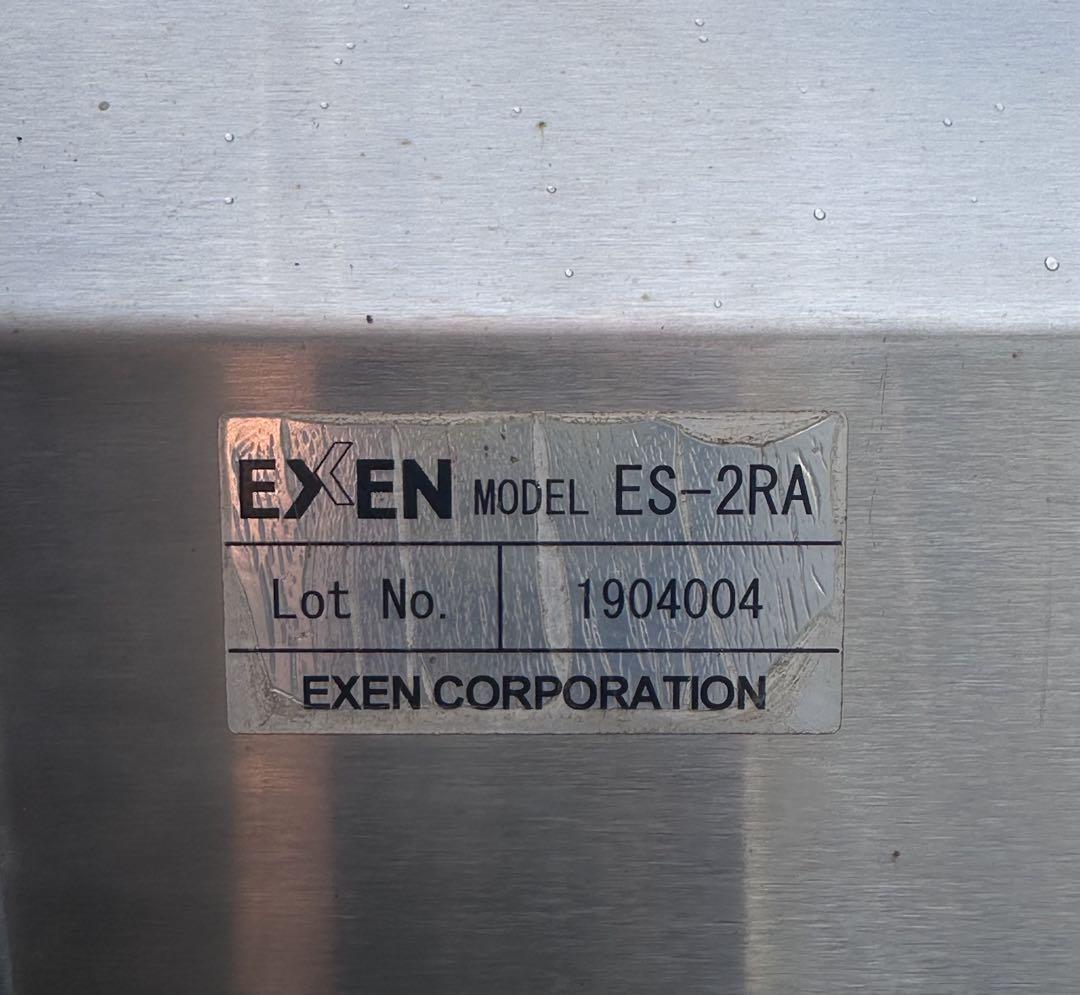 EXEN MODEL ES-2RA
Lot No. 1904004
EXEN CORPORATION